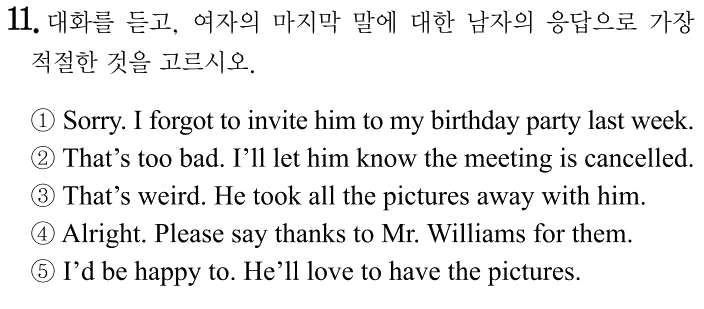 11. 대화를 듣고, 여자의 마지막 말에 대한 남자의 응답으로 가장
적절한 것을 고르시오.
① Sorry. I forgot to invite him to my birthday party last week.
② That’s too bad. I’ll let him know the meeting is cancelled.
③ That’s weird. He took all the pictures away with him.
④ Alright. Please say thanks to Mr. Williams for them.
⑤ I’d be happy to. He’ll love to have the pictures.